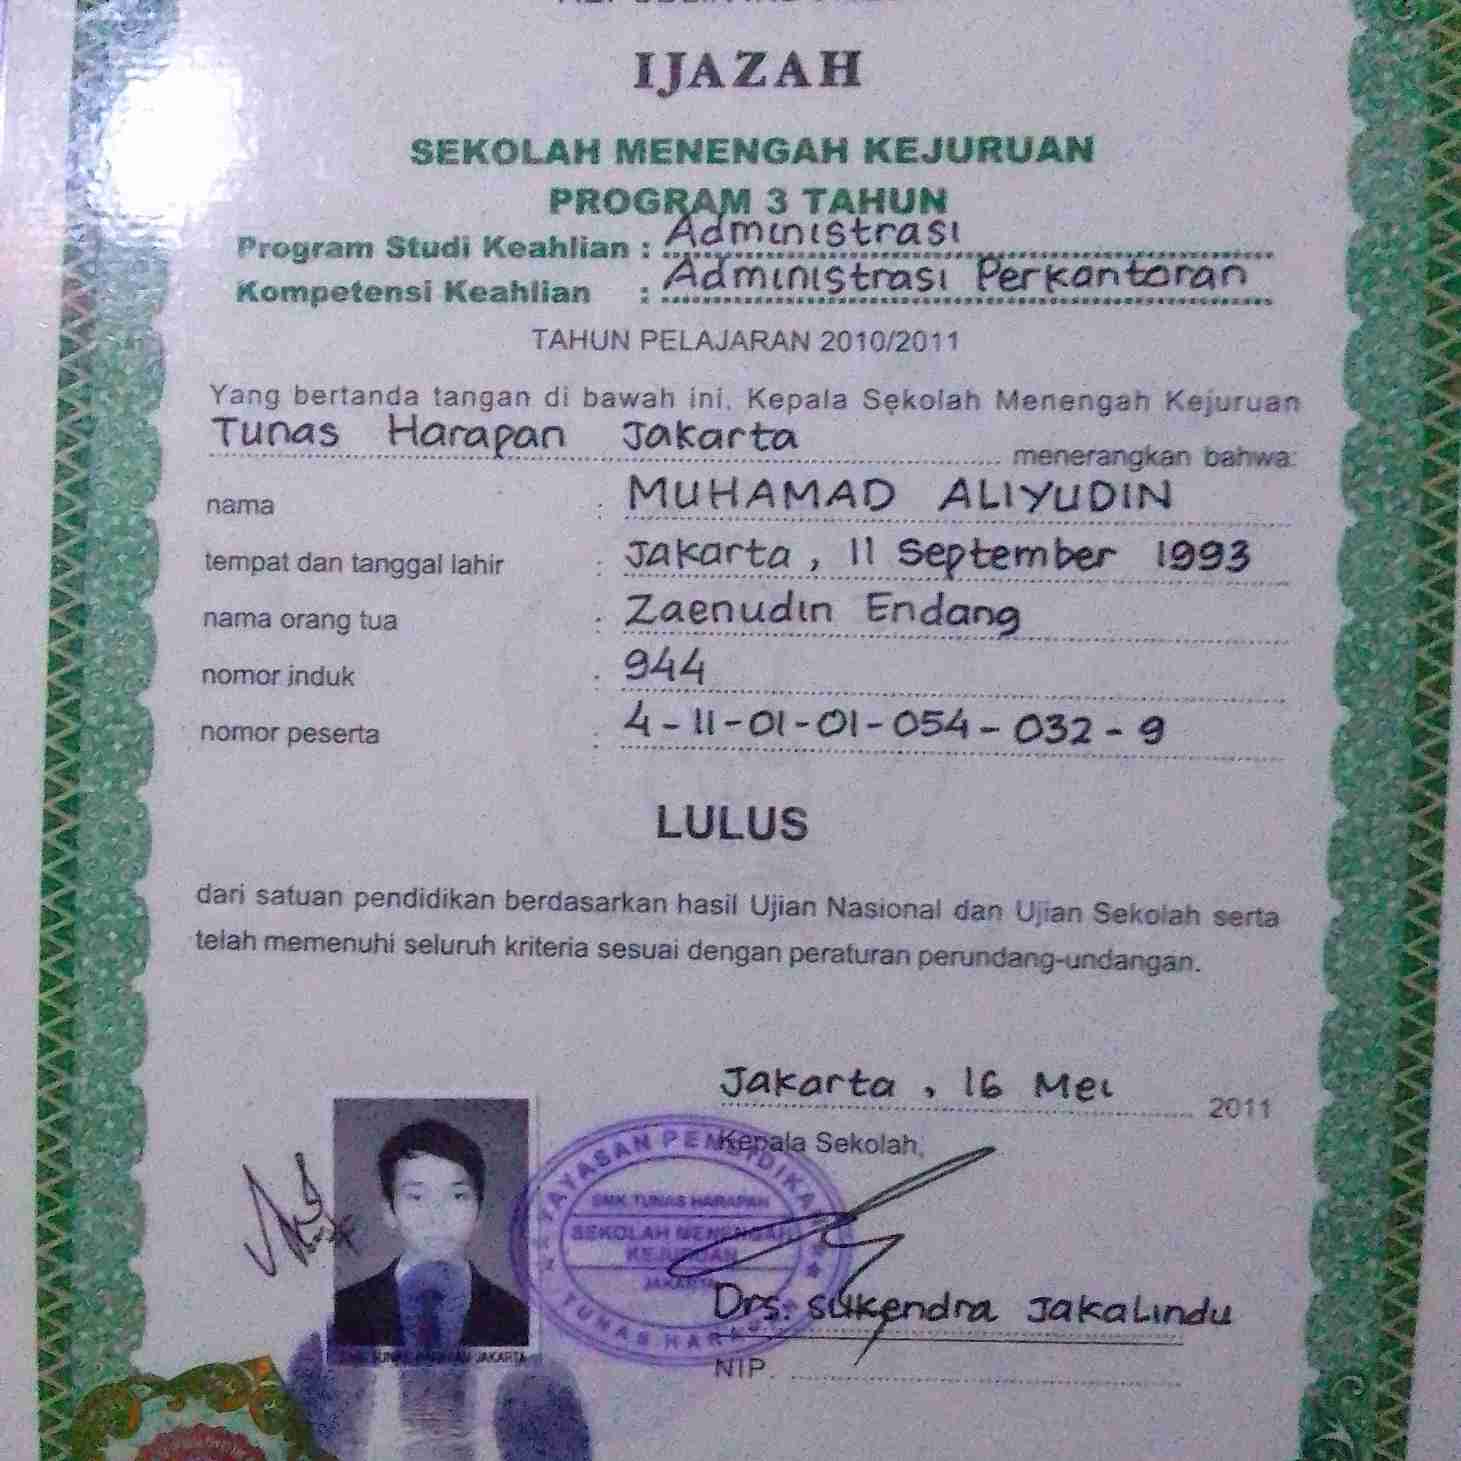 IJAZAH
SEKOLAH MENENGAH KEJURUAN
PROGRAM 3 TAHUN
Program Studi Keahlian : Administrasi
Kompetensi Keahlian : Administrasi Perkantoran
TAHUN PELAJARAN 2010/2011
Yang bertanda tangan di bawah ini, Kepala Sekolah Menengah Kejuruan
Tunas Harapan Jakarta menerangkan bahwa:
nama : MUHAMAD ALIYUDIN
tempat dan tanggal lahir : Jakarta, 11 September 1993
nama orang tua : Zaenudin Endang
nomor induk : 944
nomor peserta : 4-11-01-01-054-032-9
LULUS
dari satuan pendidikan berdasarkan hasil Ujian Nasional dan Ujian Sekolah serta
telah memenuhi seluruh kriteria sesuai dengan peraturan perundang-undangan.
Jakarta, 16 Mei 2011
Kepala Sekolah,
YAYASAN PENDIDIKAN
SMK TUNAS HARAPAN
SEKOLAH MENENGAH
KEJURUAN
JAKARTA
TUNAS HARAPAN
Drs. Sukendra Jakalindu
NIP.
JAKARTA